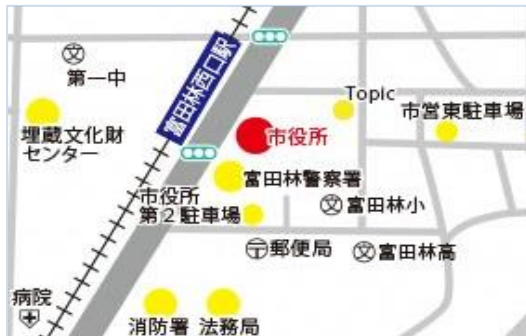 第一中
富田林西口駅
Topic
市営東駐車場
埋蔵文化財
センター
市役所
富田林警察署
市役所
第2駐車場
富田林小
郵便局
富田林高
病院
消防署
法務局